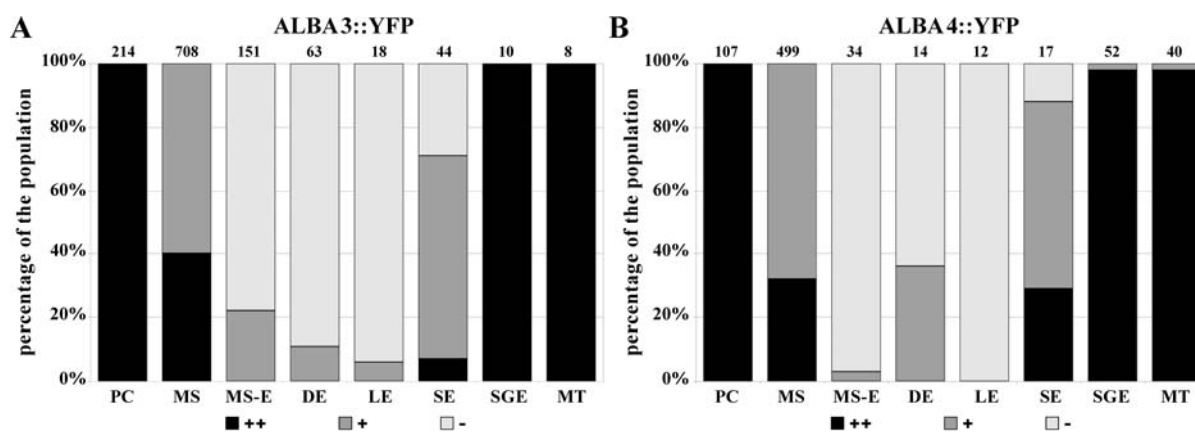 A ALBA3::YFP
214 708 151 63 18 44 10 8
100%
80%
60%
40%
20%
0%
percentage of the population
PC MS MS-E DE LE SE SGE MT
++ + -
B ALBA4::YFP
107 499 34 14 12 17 52 40
100%
80%
60%
40%
20%
0%
percentage of the population
PC MS MS-E DE LE SE SGE MT
++ + -